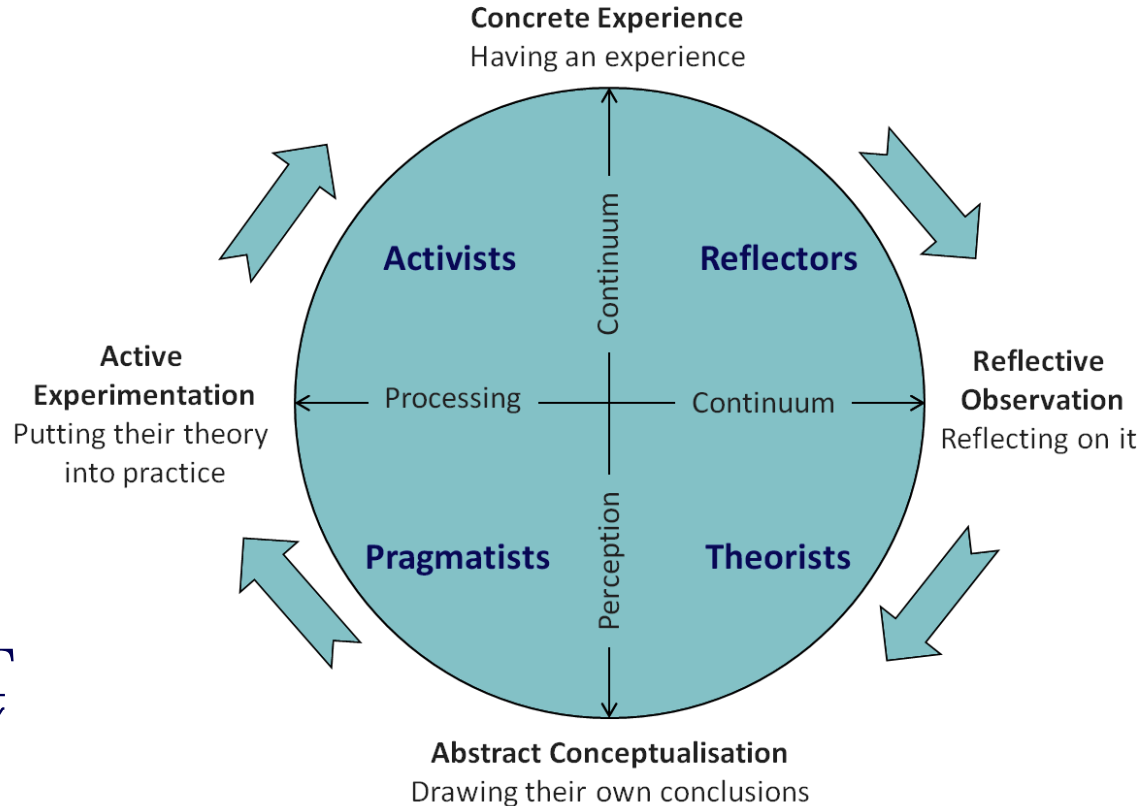 Concrete Experience
Having an experience
Continuum
Activists
Reflectors
Active
Experimentation
Putting their theory
into practice
Processing
Continuum
Reflective
Observation
Reflecting on it
Pragmatists
Theorists
Perception
Abstract Conceptualisation
Drawing their own conclusions